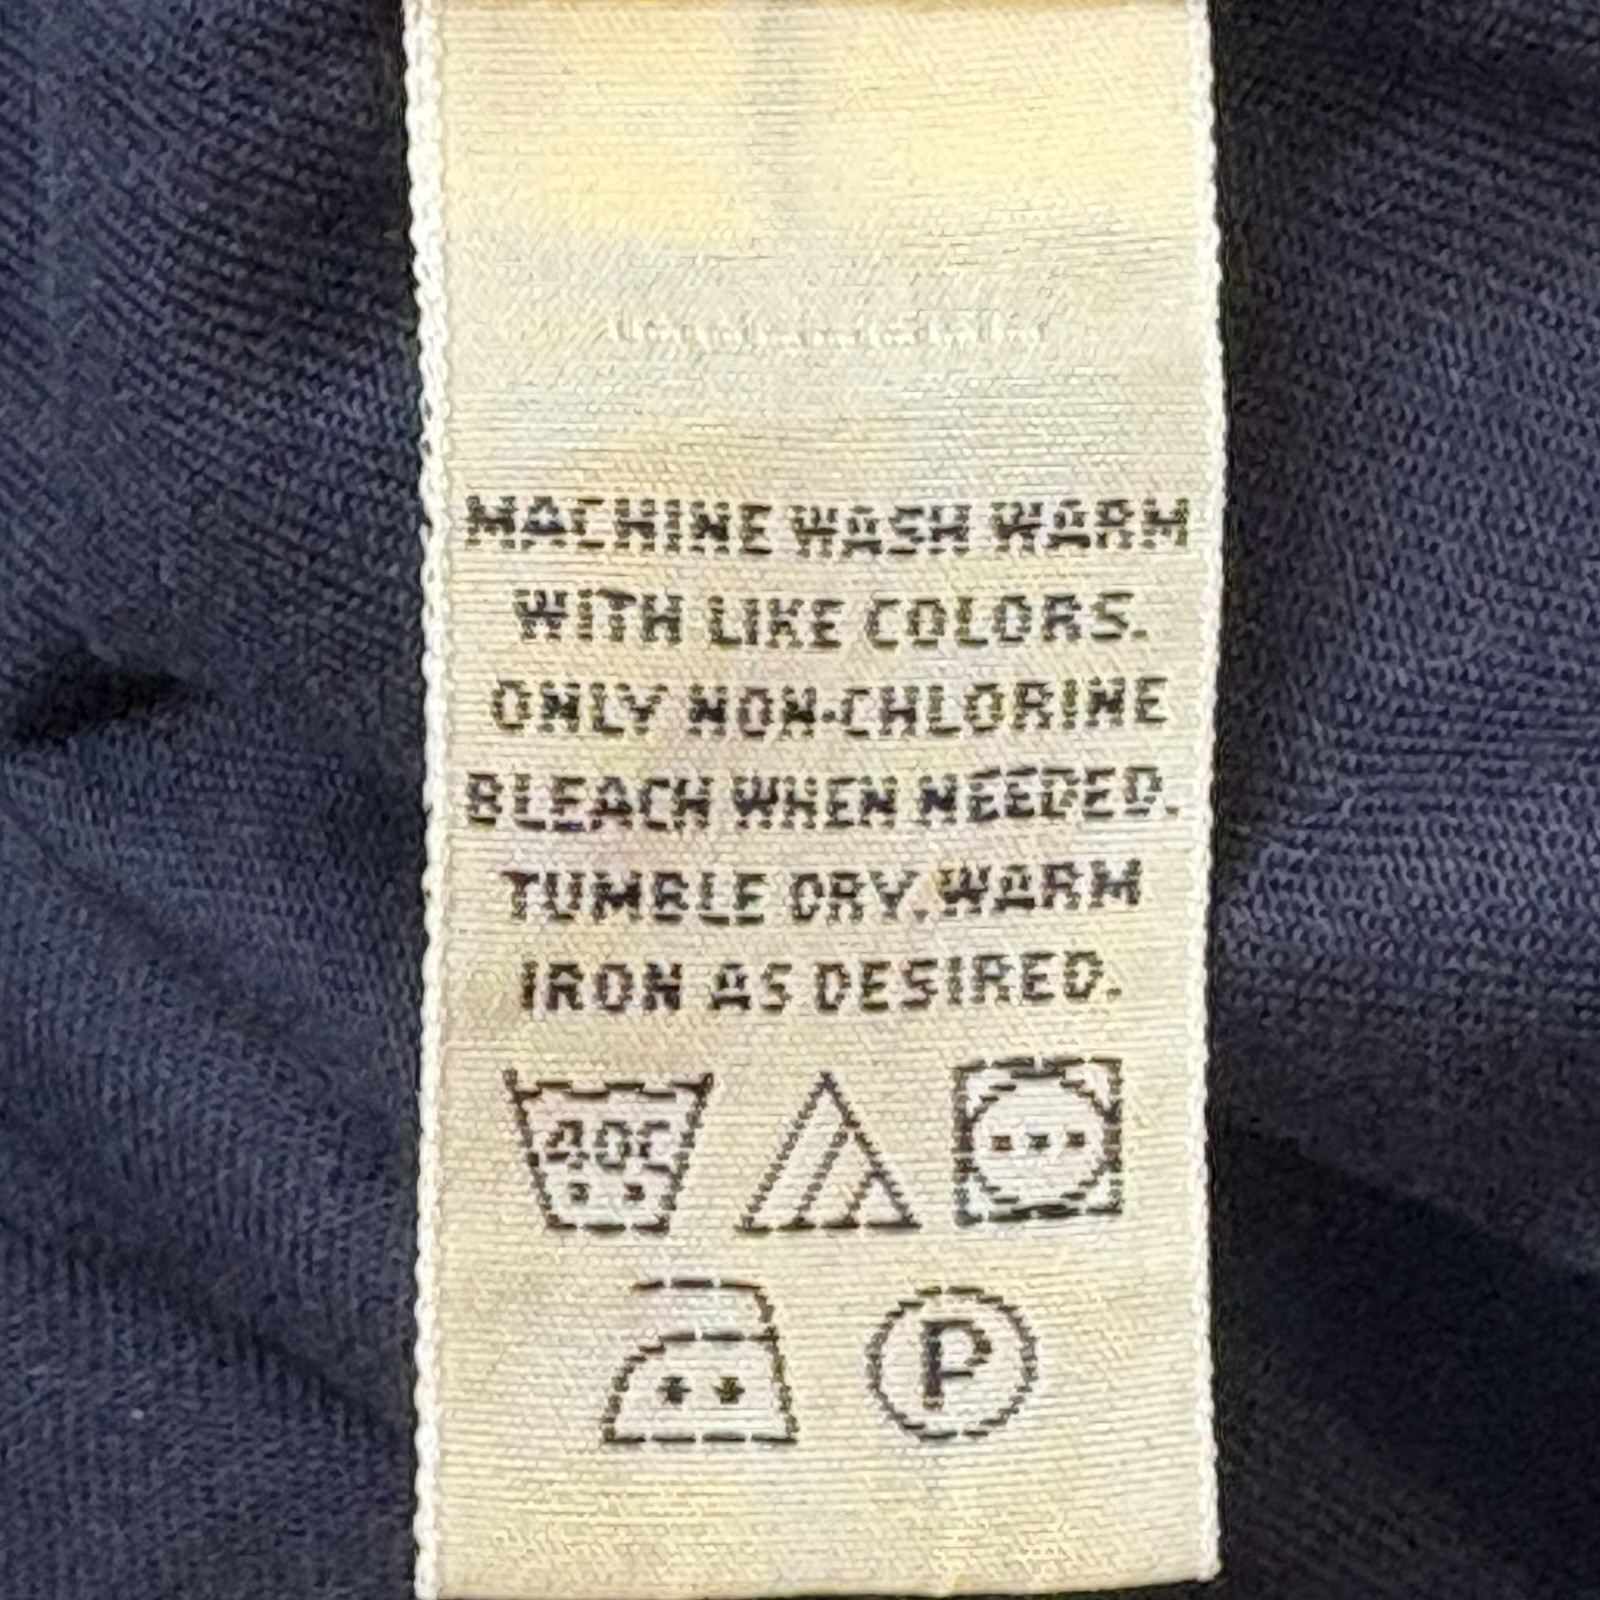 MACHINE WASH WARM
WITH LIKE COLORS.
ONLY NON-CHLORINE
BLEACH WHEN NEEDED.
TUMBLE DRY. WARM
IRON AS DESIRED.
40C
P